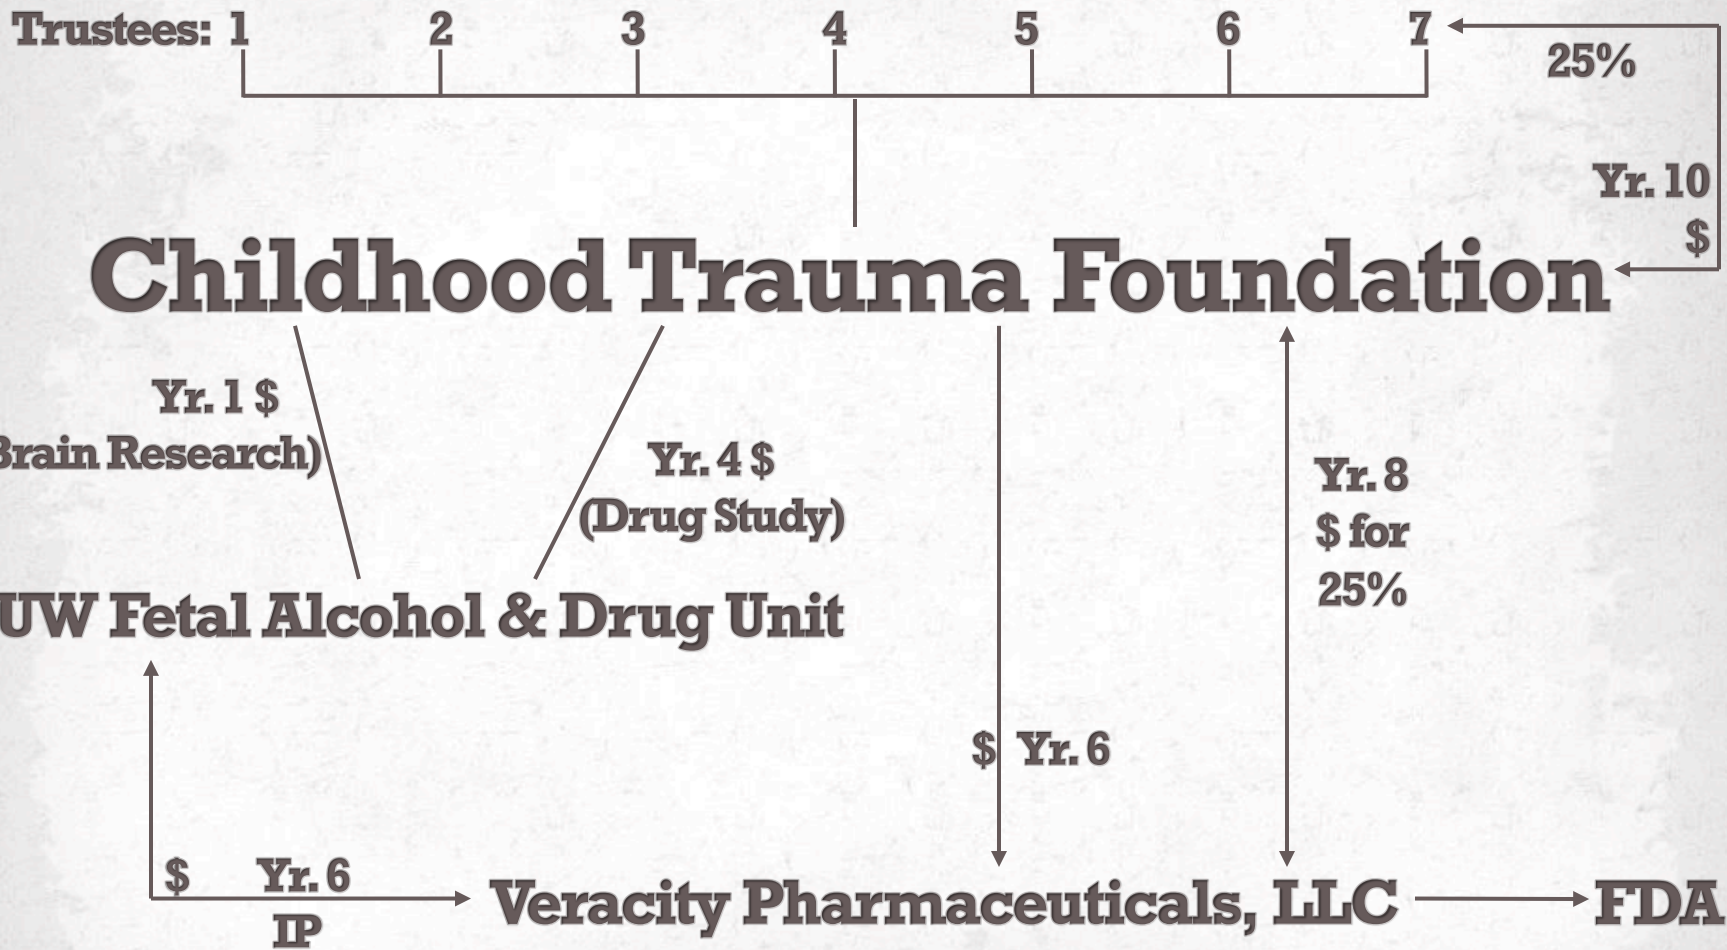 Trustees: 1 2 3 4 5 6 7
25%
Yr. 10
$
Childhood Trauma Foundation
Yr. 1 $
Brain Research)
Yr. 4 $
(Drug Study)
Yr. 8
$ for
25%
UW Fetal Alcohol & Drug Unit
$ Yr. 6
$ Yr. 6
IP
Veracity Pharmaceuticals, LLC
FDA